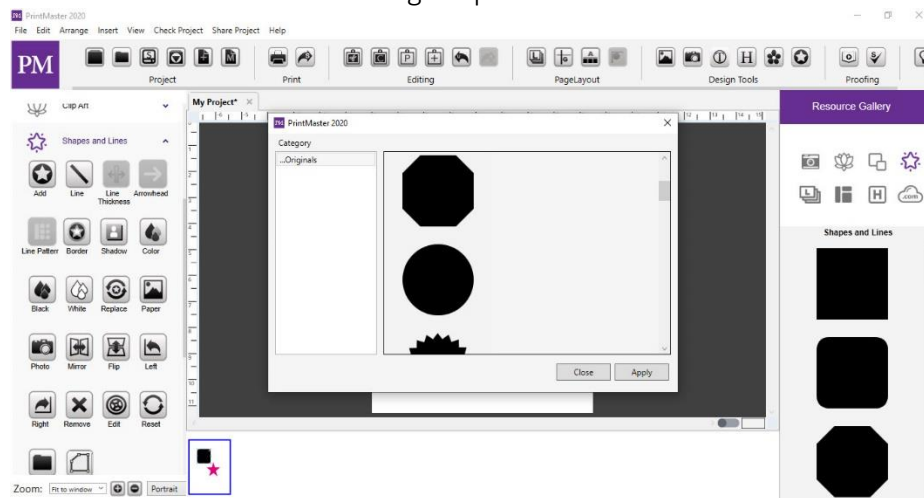 PrintMaster 2020
File Edit Arrange Insert View Check Project Share Project Help
PM
Project
Print
Editing
PageLayout
Design Tools
Proofing
Clip Art
My Project*
Resource Gallery
Shapes and Lines
PrintMaster 2020
Category
...Originals
Add Line Line Thickness Arrowhead
Line Pattern Border Shadow Color
Black White Replace Paper
Photo Mirror Flip Left
Right Remove Edit Reset
Close Apply
Shapes and Lines
Zoom: Fit to window Portrait